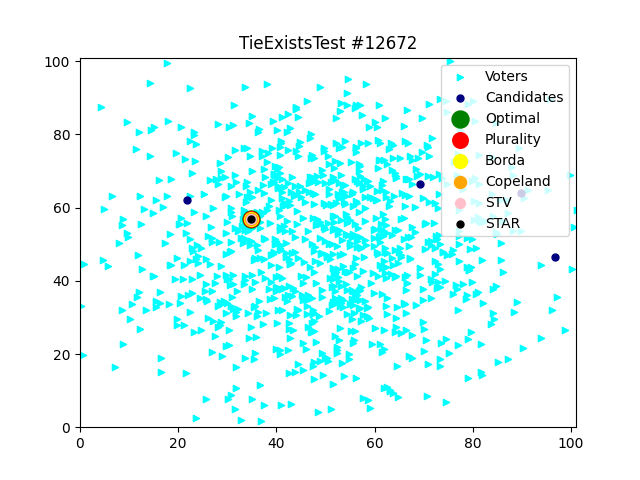 TieExistsTest #12672
100
80
60
40
20
0
0
20
40
60
80
100
Voters
Candidates
Optimal
Plurality
Borda
Copeland
STV
STAR